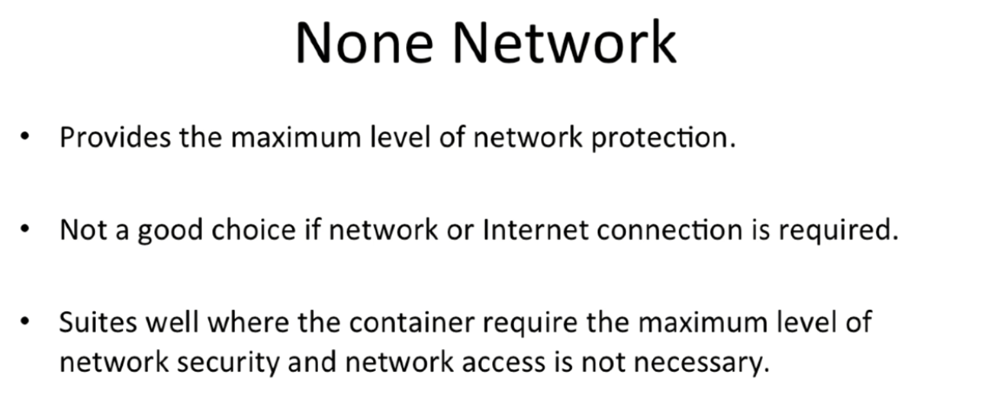 None Network
• Provides the maximum level of network protection.
• Not a good choice if network or Internet connection is required.
• Suites well where the container require the maximum level of
network security and network access is not necessary.